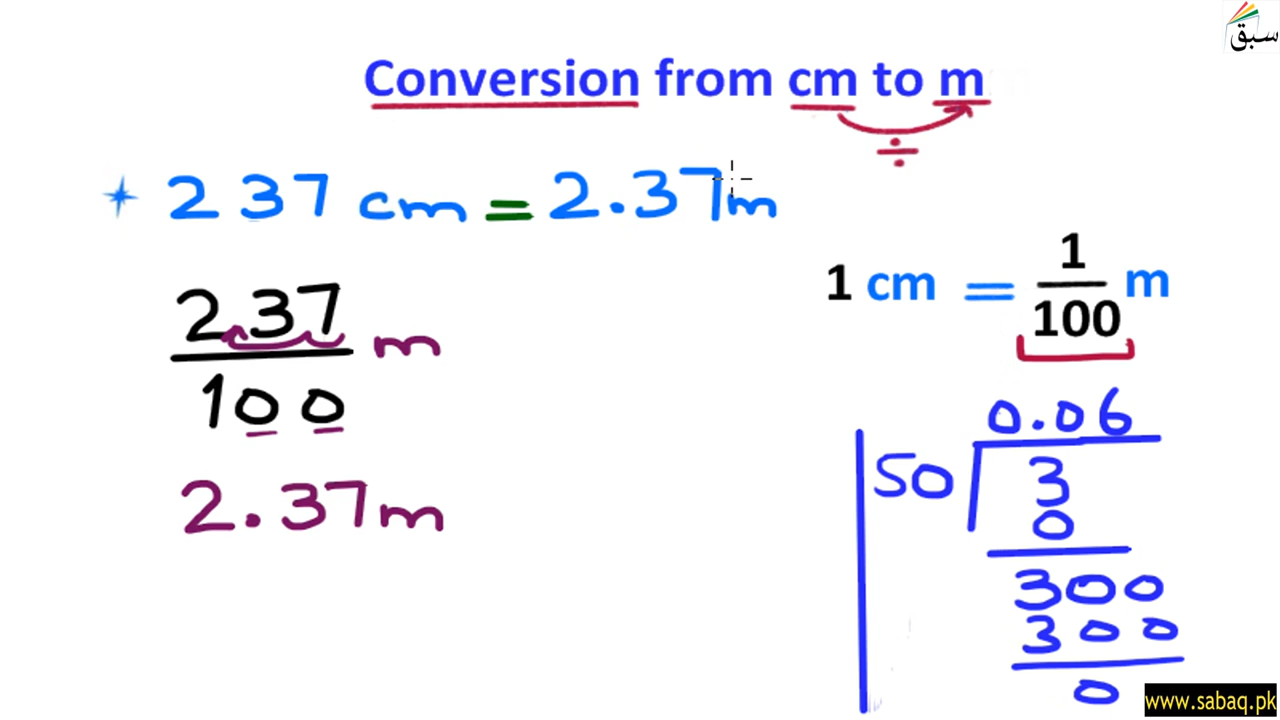 سبق
Conversion from cm to m
÷
237 cm = 2.37m
1 cm = 1/100 m
237/100 m
2.37m
0.06
50 3
0
300
300
0
www.sabaq.pk